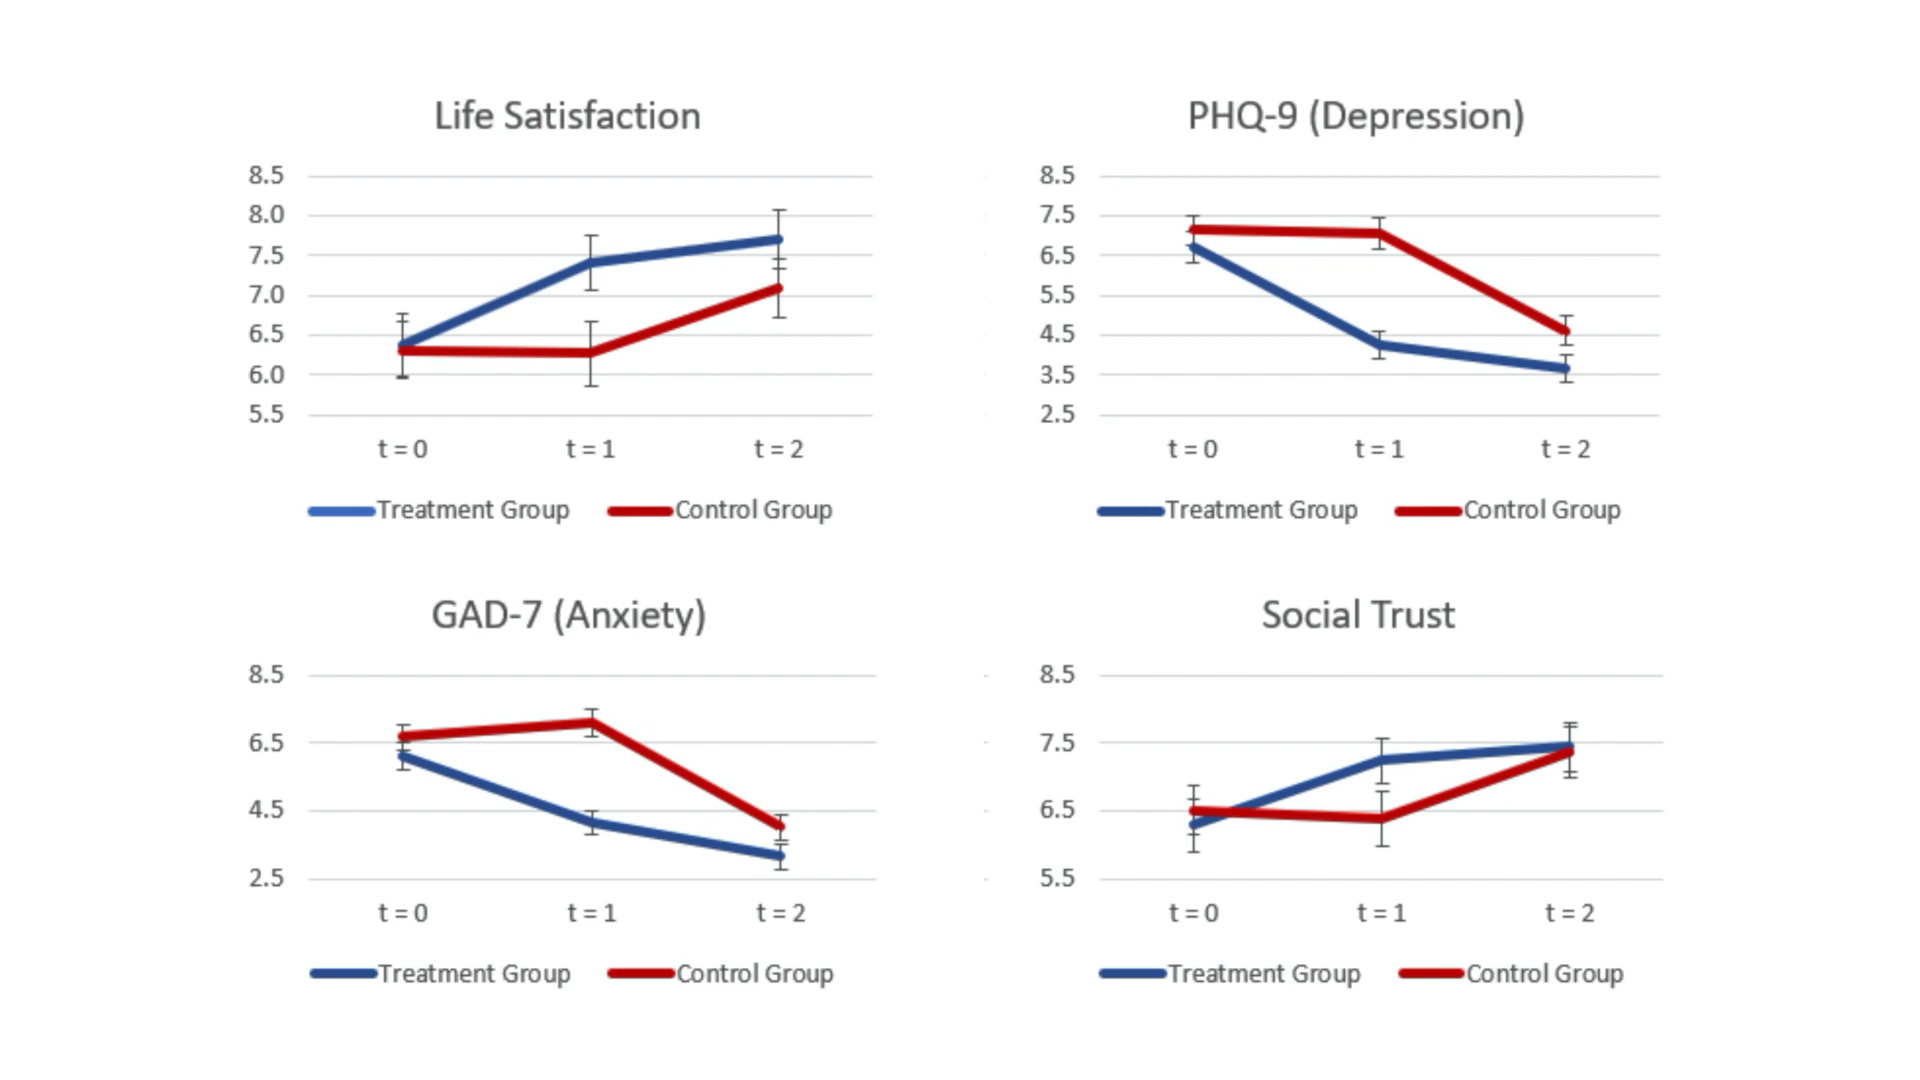 Life Satisfaction
8.5
8.0
7.5
7.0
6.5
6.0
5.5
t = 0 t = 1 t = 2
Treatment Group Control Group
PHQ-9 (Depression)
8.5
7.5
6.5
5.5
4.5
3.5
2.5
t = 0 t = 1 t = 2
Treatment Group Control Group
GAD-7 (Anxiety)
8.5
6.5
4.5
2.5
t = 0 t = 1 t = 2
Treatment Group Control Group
Social Trust
8.5
7.5
6.5
5.5
t = 0 t = 1 t = 2
Treatment Group Control Group